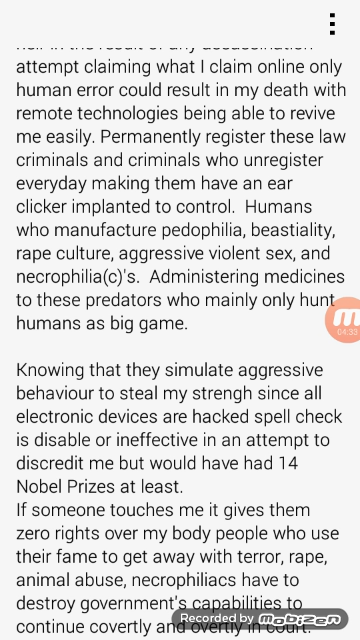 attempt claiming what I claim online only
human error could result in my death with
remote technologies being able to revive
me easily. Permanently register these law
criminals and criminals who unregister
everyday making them have an ear
clicker implanted to control.  Humans
who manufacture pedophilia, beastiality,
rape culture, aggressive violent sex, and
necrophilia(c)'s.  Administering medicines
to these predators who mainly only hunt
humans as big game.
04:33
Knowing that they simulate aggressive
behaviour to steal my strengh since all
electronic devices are hacked spell check
is disable or ineffective in an attempt to
discredit me but would have had 14
Nobel Prizes at least.
If someone touches me it gives them
zero rights over my body people who use
their fame to get away with terror, rape,
animal abuse, necrophiliacs have to
destroy government's capabilities to
continue covertly and overtly in court.
Recorded by mobizen